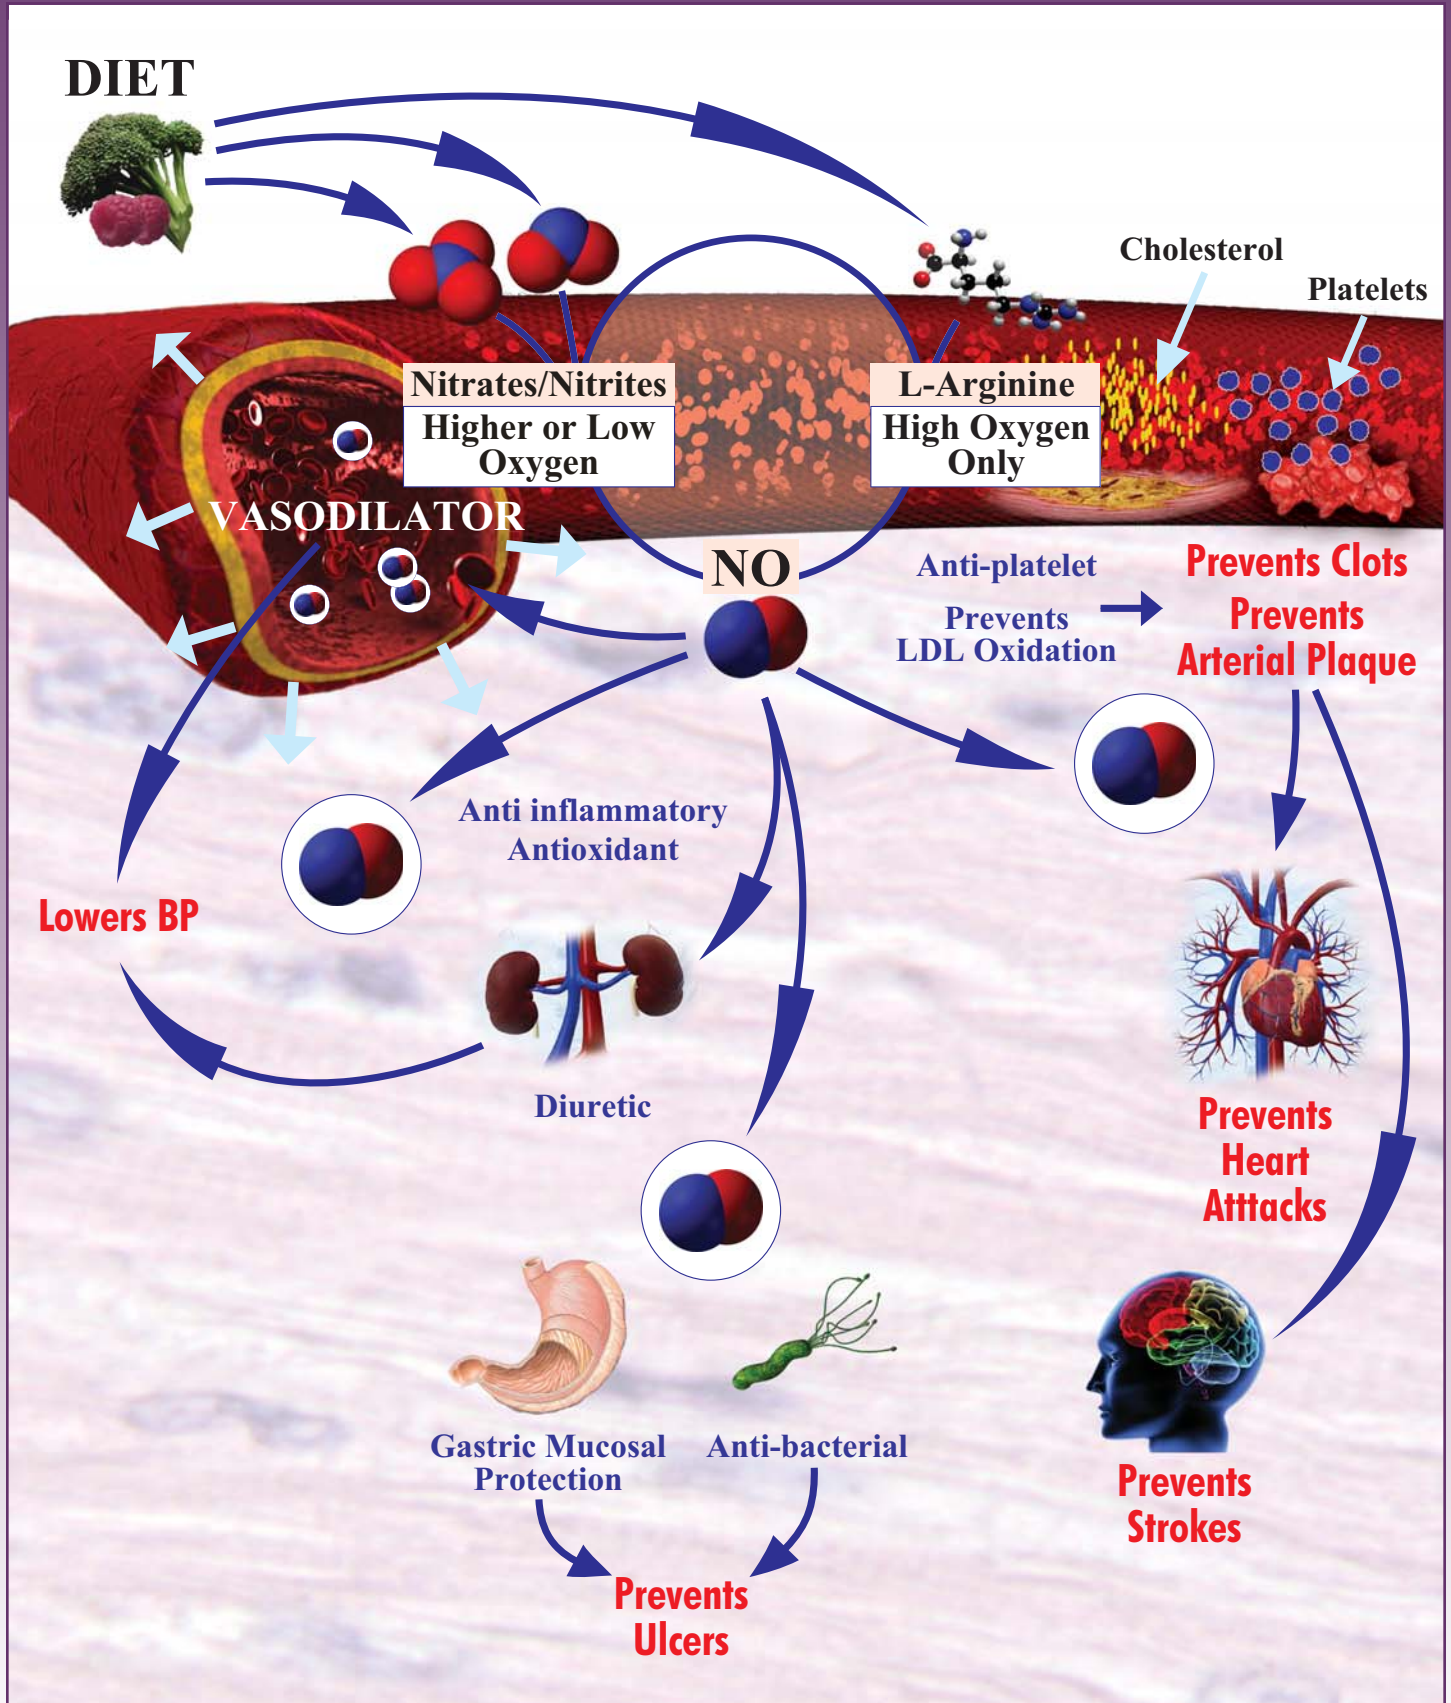 DIET
Cholesterol
Platelets
Nitrates/Nitrites
Higher or Low
Oxygen
L-Arginine
High Oxygen
Only
VASODILATOR
NO
Anti-platelet
Prevents
LDL Oxidation
Prevents Clots
Prevents
Arterial Plaque
Anti inflammatory
Antioxidant
Lowers BP
Diuretic
Prevents
Heart
Atttacks
Gastric Mucosal
Protection
Anti-bacterial
Prevents
Strokes
Prevents
Ulcers